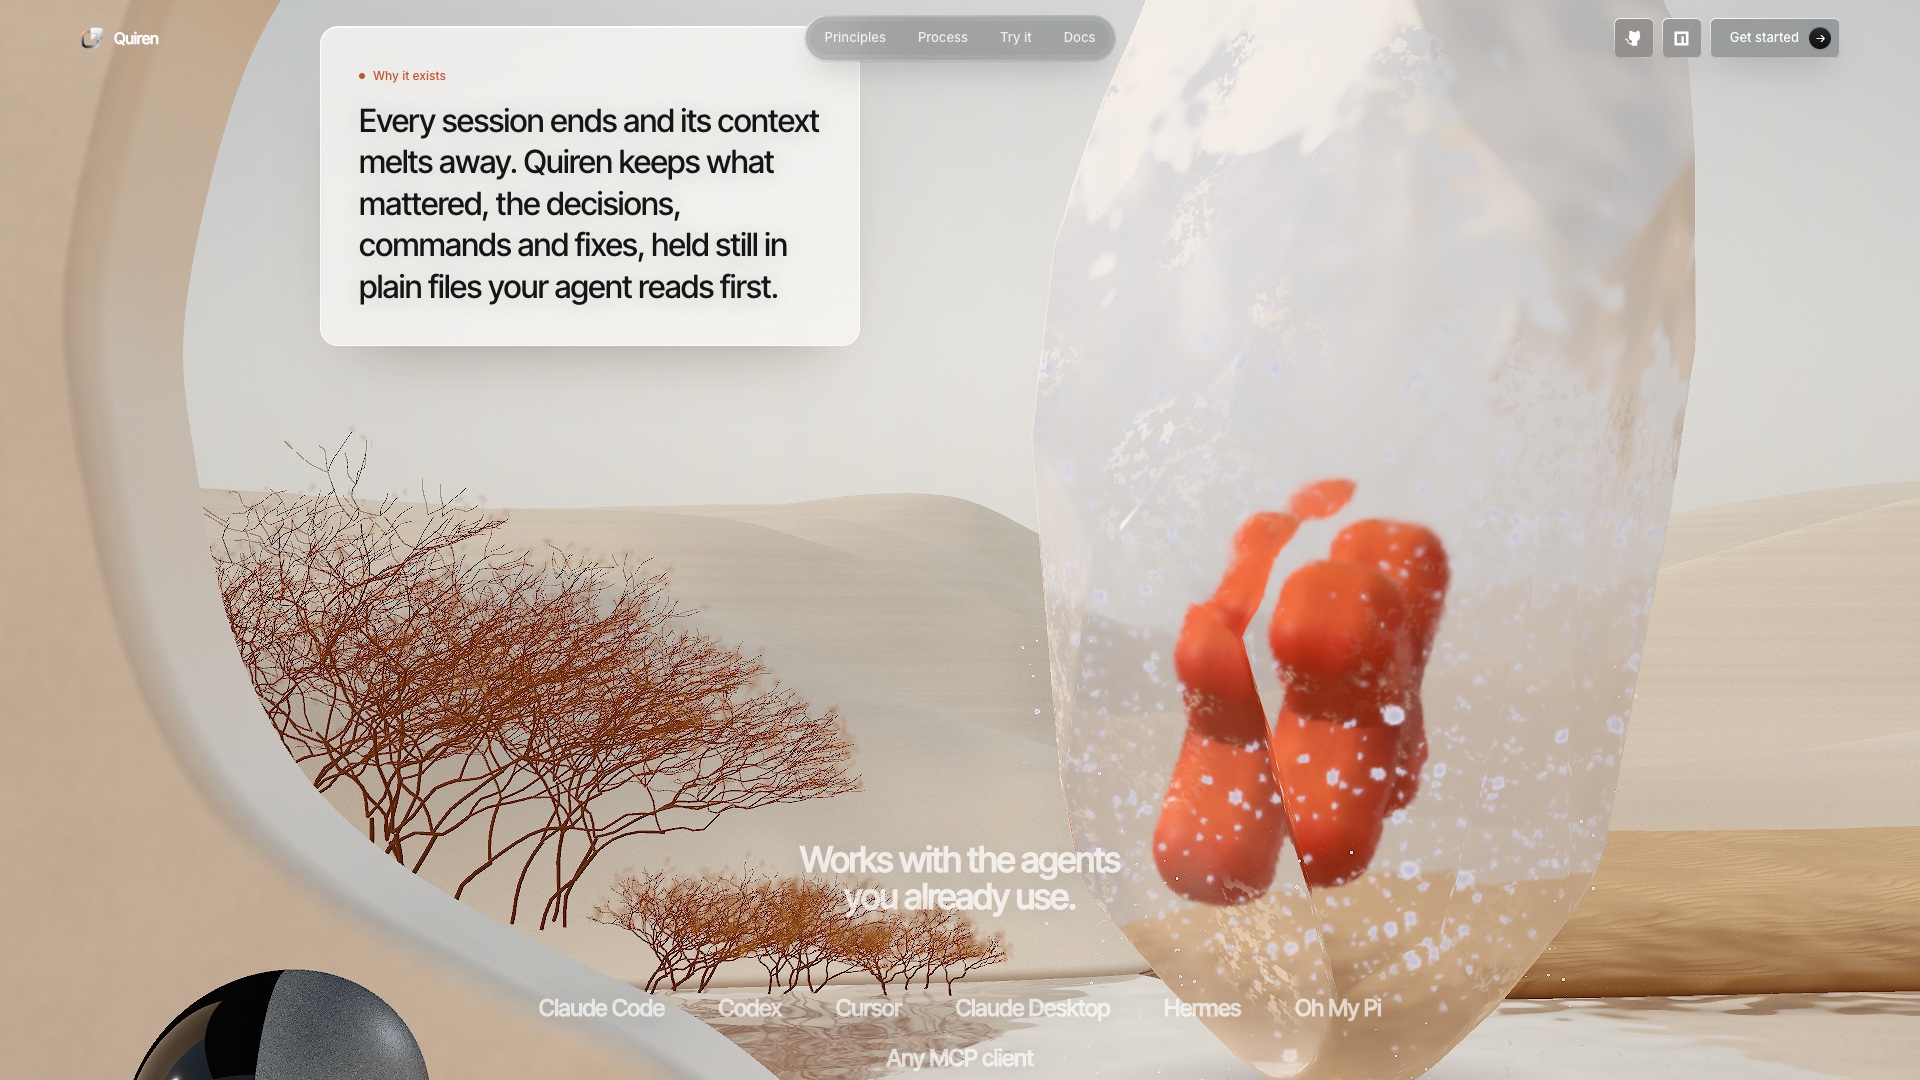 Quiren
Principles
Process
Try it
Docs
Get started
Why it exists
Every session ends and its context
melts away. Quiren keeps what
mattered, the decisions,
commands and fixes, held still in
plain files your agent reads first.
Works with the agents
you already use.
Claude Code
Codex
Cursor
Claude Desktop
Hermes
Oh My Pi
Any MCP client